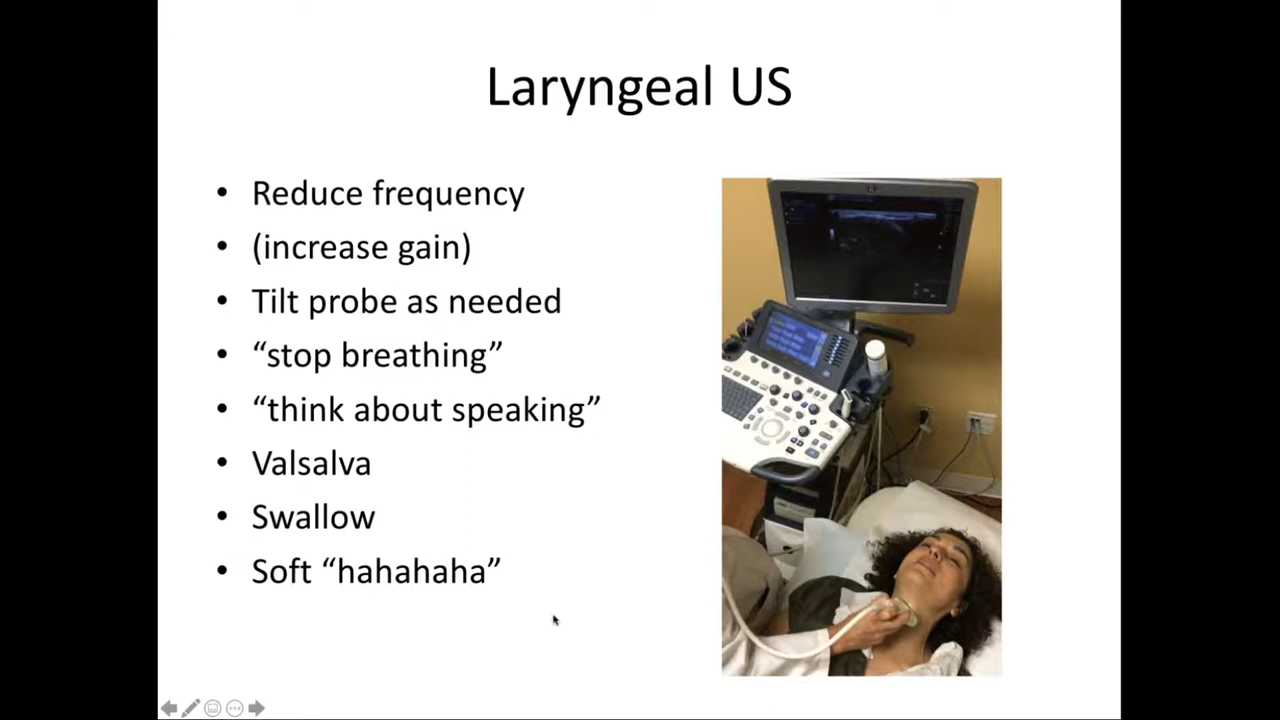 Laryngeal US
• Reduce frequency
• (increase gain)
• Tilt probe as needed
• “stop breathing”
• “think about speaking”
• Valsalva
• Swallow
• Soft “hahahaha”